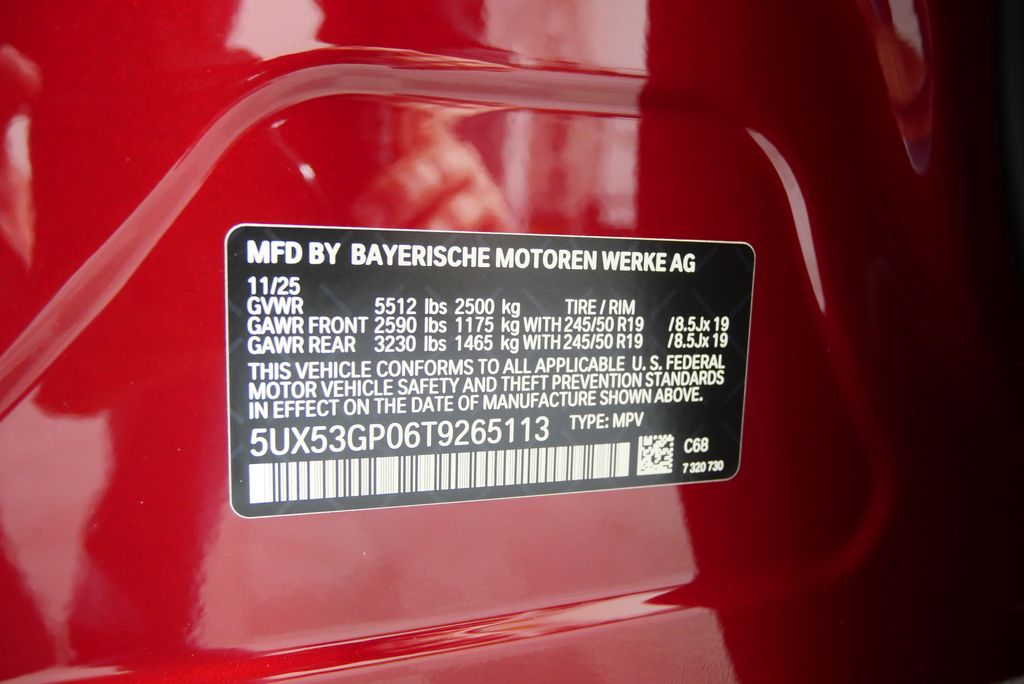 MFD BY BAYERISCHE MOTOREN WERKE AG
11/25
GVWR 5512 lbs 2500 kg TIRE / RIM
GAWR FRONT 2590 lbs 1175 kg WITH 245/50 R19 /8.5Jx 19
GAWR REAR 3230 lbs 1465 kg WITH 245/50 R19 /8.5Jx 19
THIS VEHICLE CONFORMS TO ALL APPLICABLE U. S. FEDERAL
MOTOR VEHICLE SAFETY AND THEFT PREVENTION STANDARDS
IN EFFECT ON THE DATE OF MANUFACTURE SHOWN ABOVE.
5UX53GP06T9265113 TYPE: MPV
C68
7 320 730